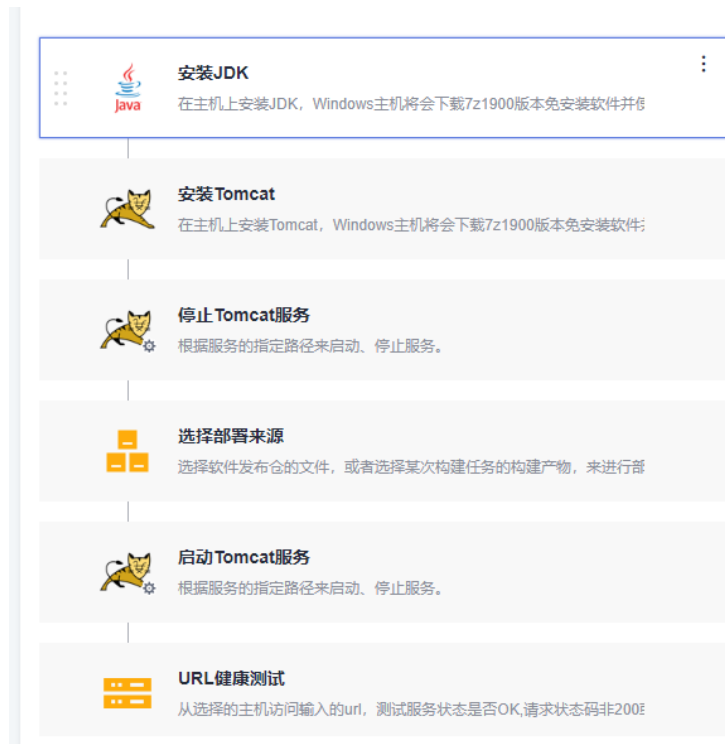 安装JDK
在主机上安装JDK，Windows主机将会下载7z1900版本免安装软件并使
Java
安装Tomcat
在主机上安装Tomcat，Windows主机将会下载7z1900版本免安装软件
停止Tomcat服务
根据服务的指定路径来启动、停止服务。
选择部署来源
选择软件发布仓的文件，或者选择某次构建任务的构建产物，来进行部
启动Tomcat服务
根据服务的指定路径来启动、停止服务。
URL健康测试
从选择的主机访问输入的url，测试服务状态是否OK,请求状态码非200